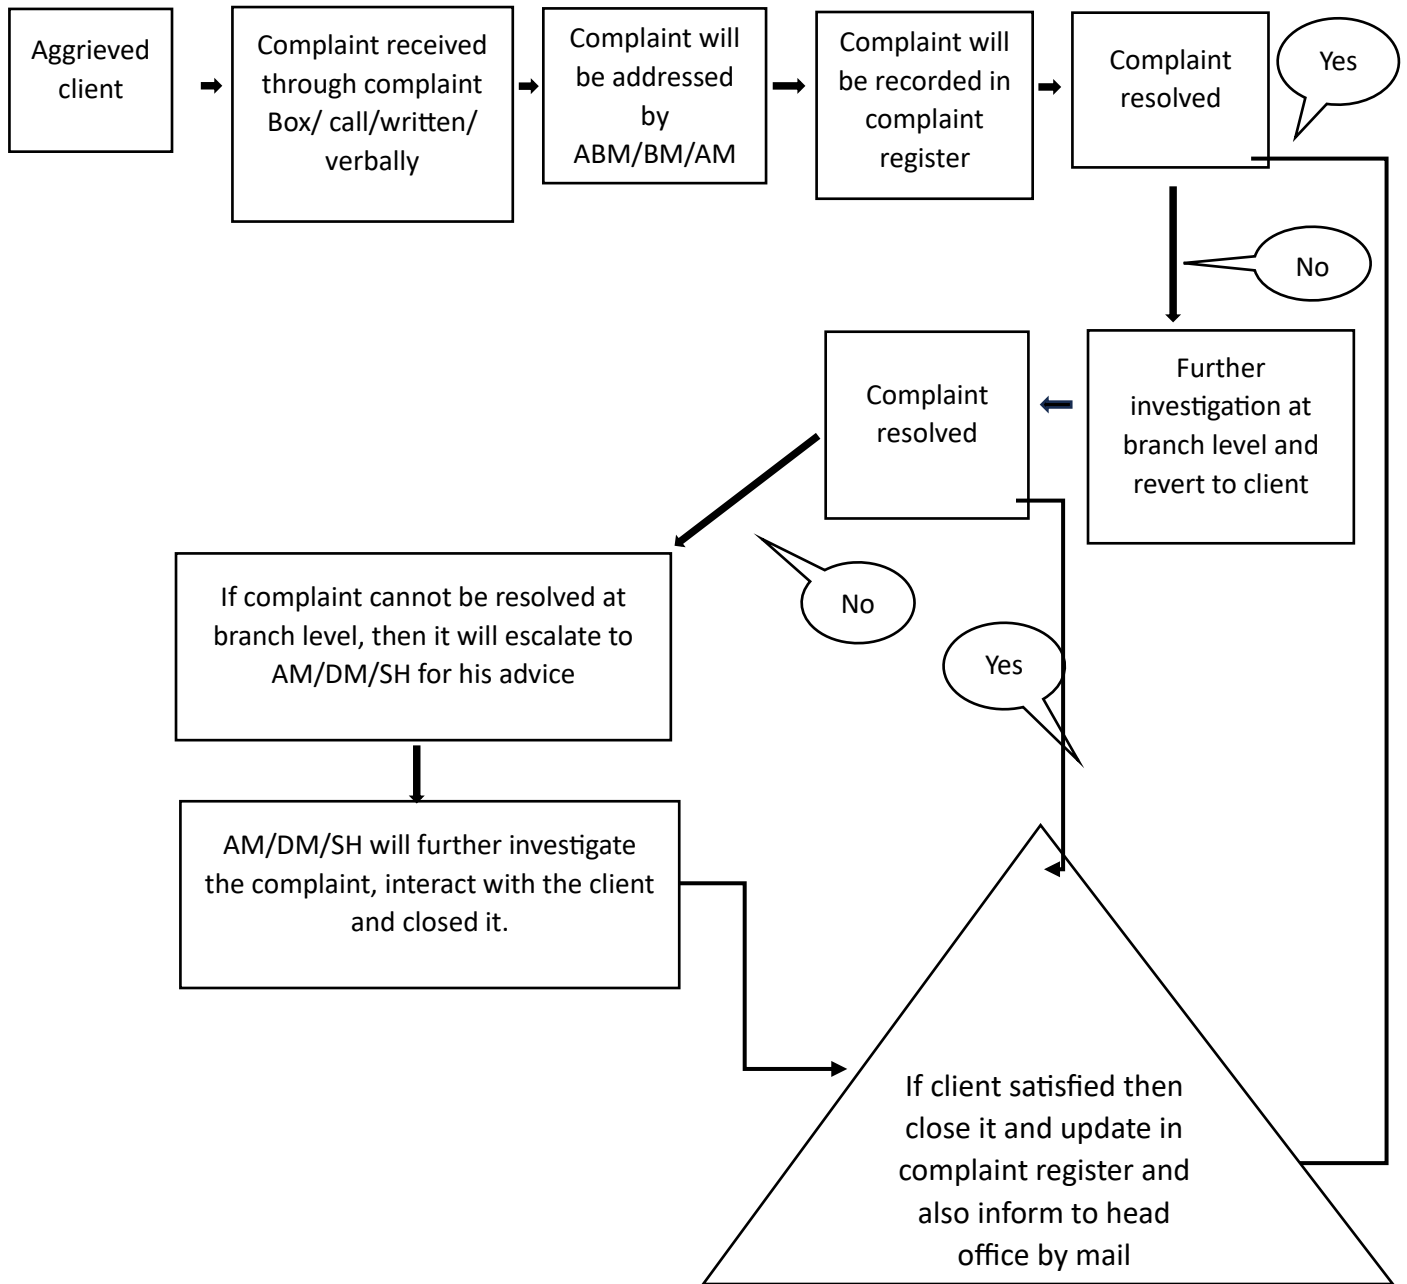 Aggrieved
client
Complaint received
through complaint
Box/ call/written/
verbally
Complaint will
be addressed
by
ABM/BM/AM
Complaint will
be recorded in
complaint
register
Complaint
resolved
Yes
No
Further
investigation at
branch level and
revert to client
Complaint
resolved
No
Yes
If complaint cannot be resolved at
branch level, then it will escalate to
AM/DM/SH for his advice
AM/DM/SH will further investigate
the complaint, interact with the client
and closed it.
If client satisfied then
close it and update in
complaint register and
also inform to head
office by mail